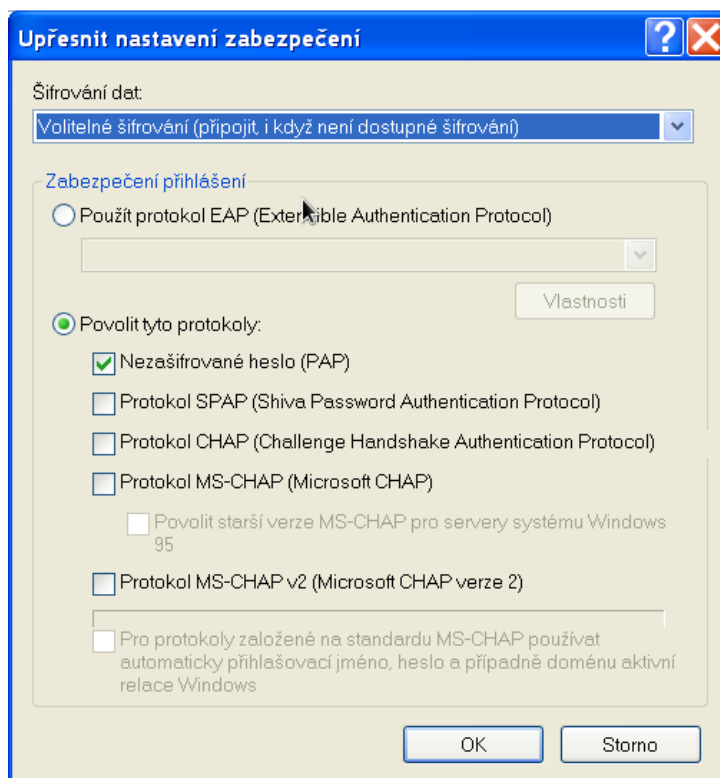 Upřesnit nastavení zabezpečení
Šifrování dat:
Volitelné šifrování (připojit, i když není dostupné šifrování)
Zabezpečení přihlášení
Použít protokol EAP (Extensible Authentication Protocol)
Vlastnosti
Povolit tyto protokoly:
Nezašifrované heslo (PAP)
Protokol SPAP (Shiva Password Authentication Protocol)
Protokol CHAP (Challenge Handshake Authentication Protocol)
Protokol MS-CHAP (Microsoft CHAP)
Povolit starší verze MS-CHAP pro servery systému Windows
95
Protokol MS-CHAP v2 (Microsoft CHAP verze 2)
Pro protokoly založené na standardu MS-CHAP používat
automaticky přihlašovací jméno, heslo a případně doménu aktivní
relace Windows
OK Storno